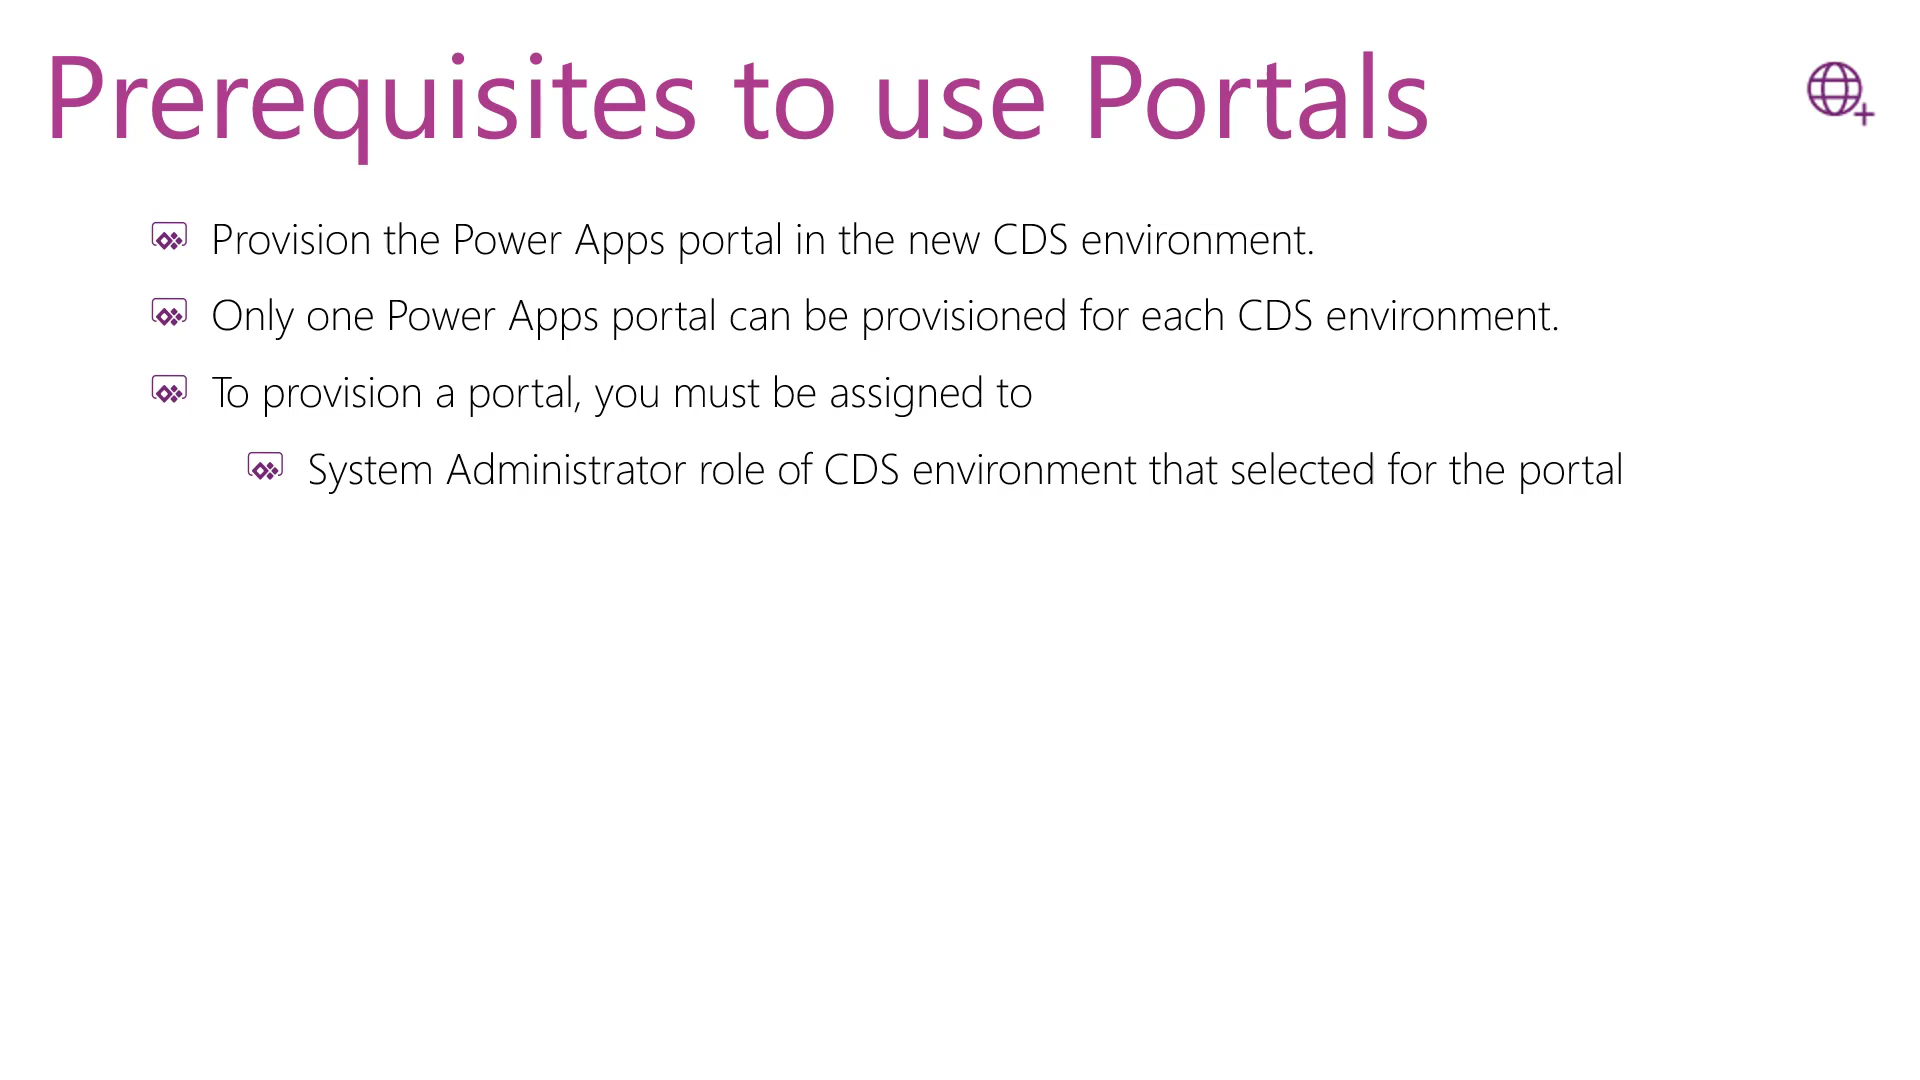 Prerequisites to use Portals
Provision the Power Apps portal in the new CDS environment.
Only one Power Apps portal can be provisioned for each CDS environment.
To provision a portal, you must be assigned to
System Administrator role of CDS environment that selected for the portal